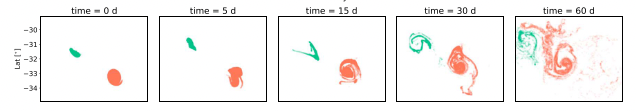 time = 0 d
time = 5 d
time = 15 d
time = 30 d
time = 60 d
Lat [°]
−30
−31
−32
−33
−34